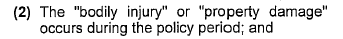 (2) The "bodily injury" or "property damage"
occurs during the policy period; and